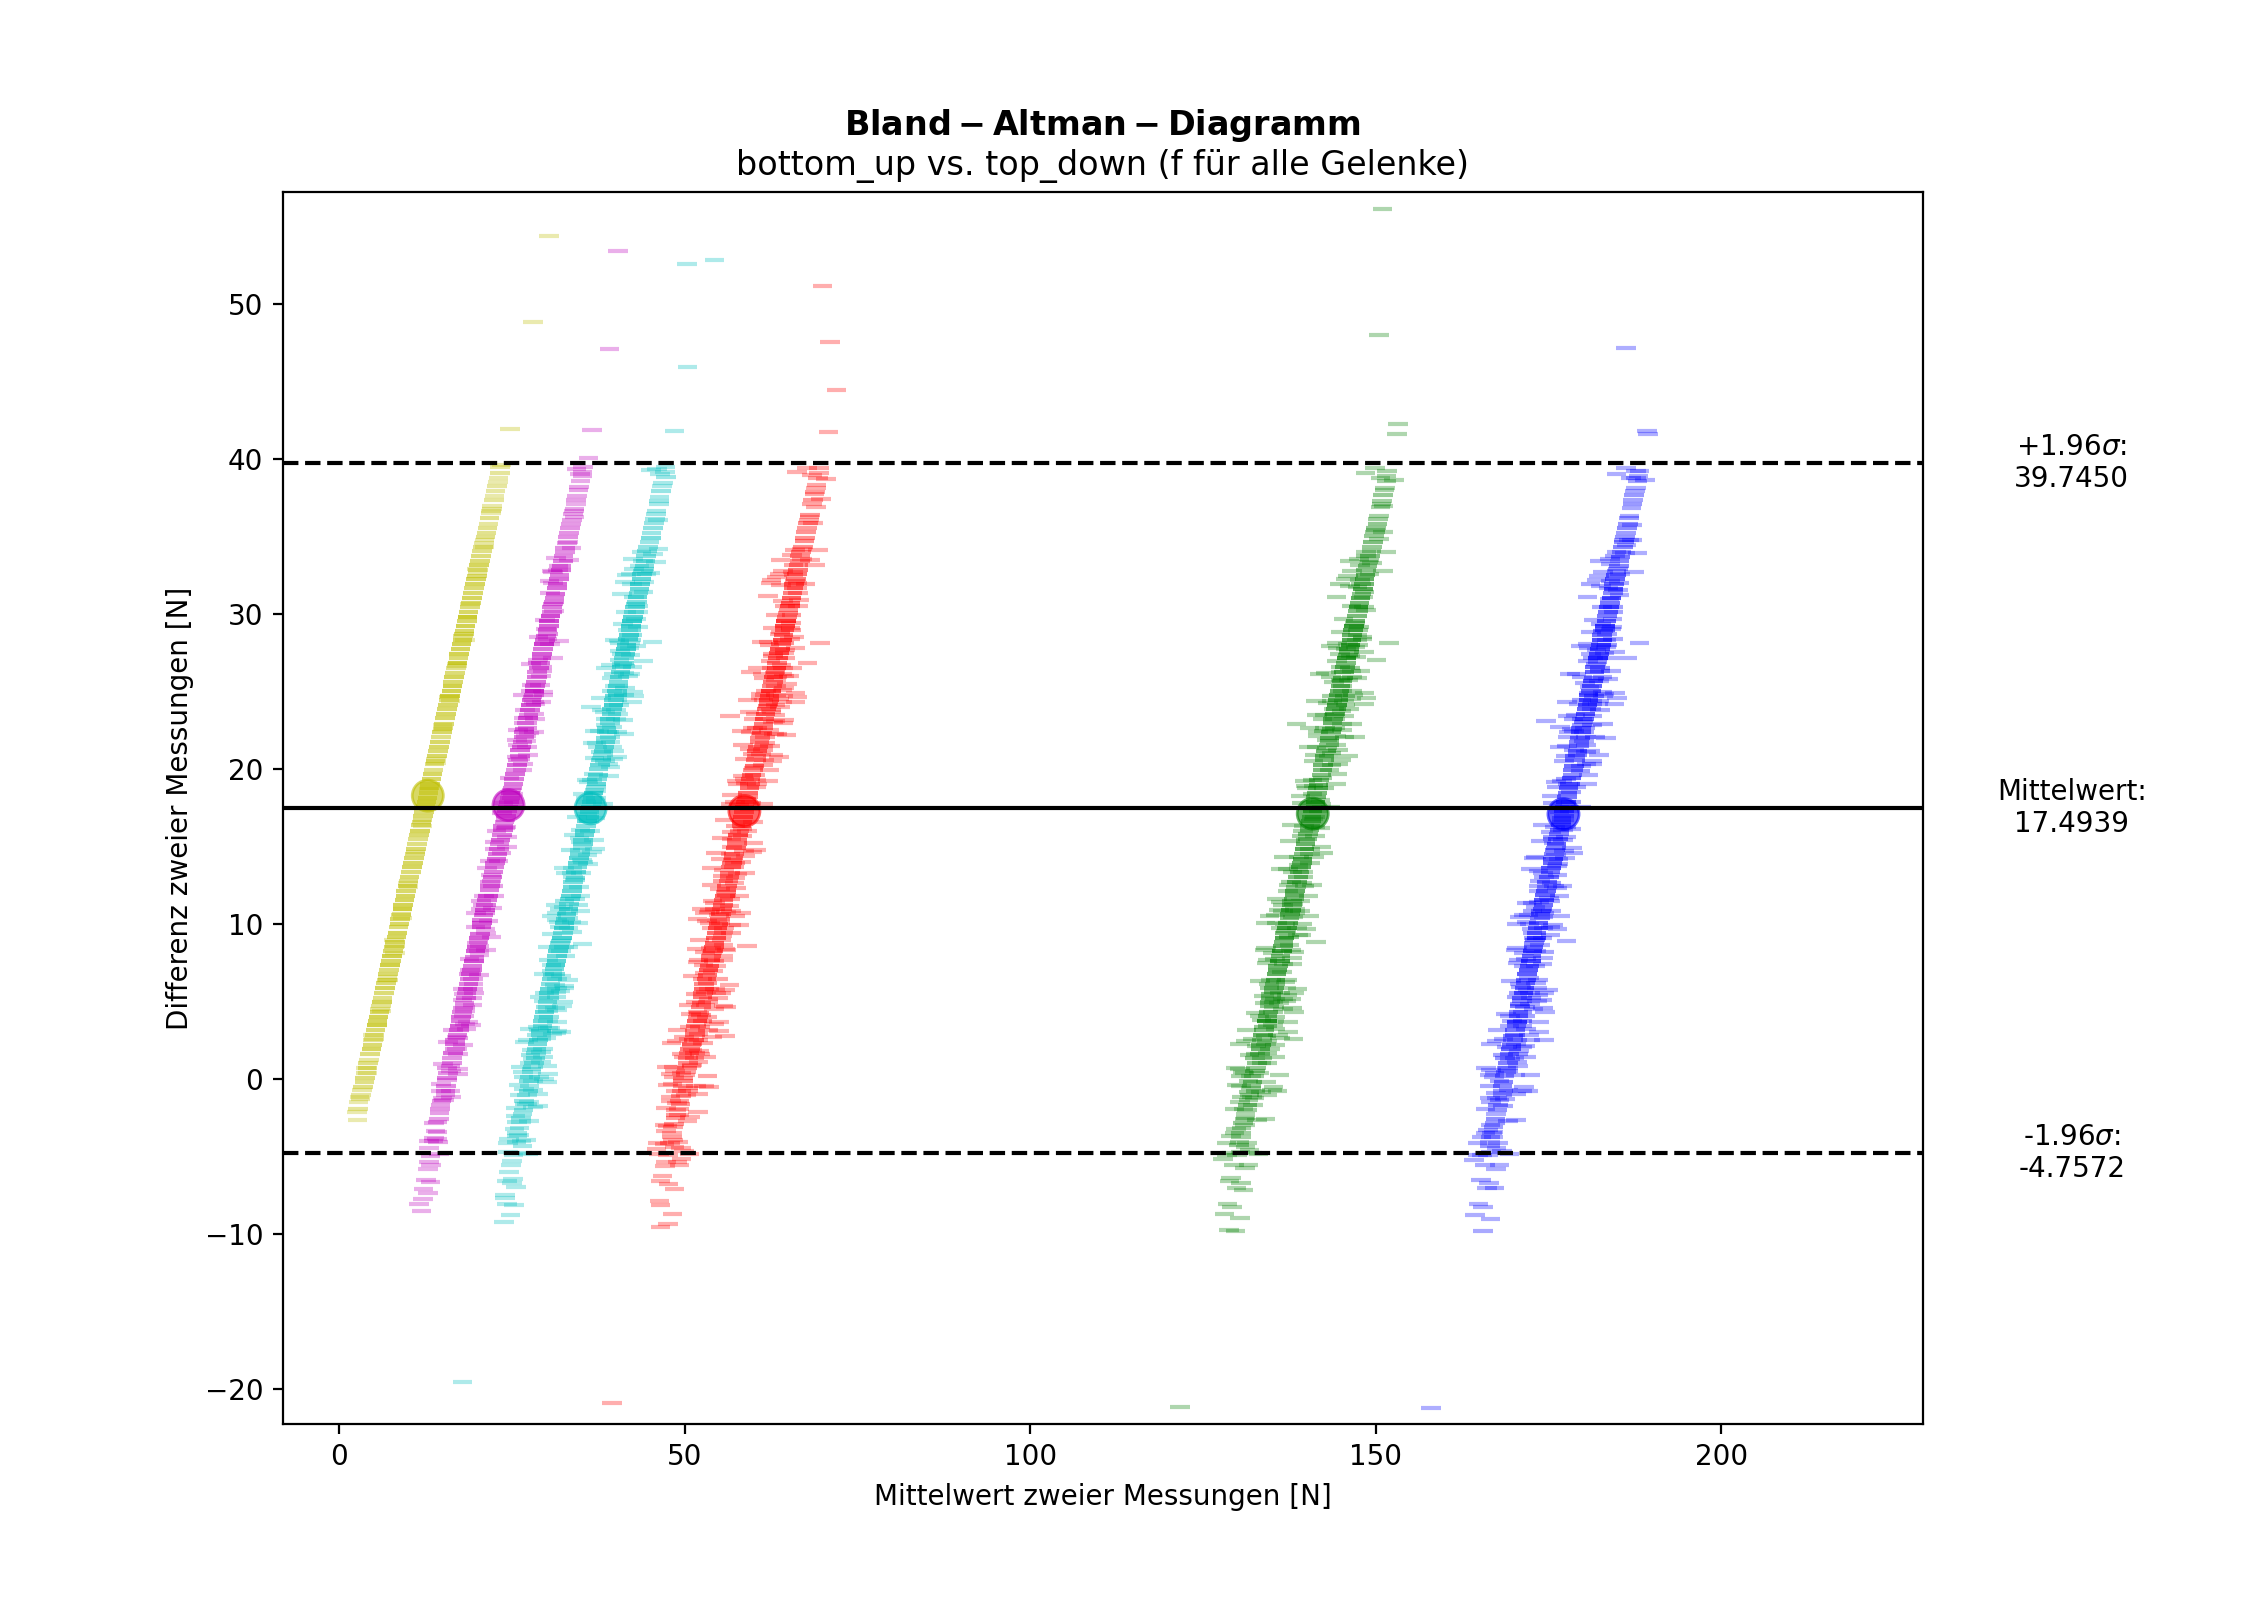 Bland − Altman − Diagramm
bottom_up vs. top_down (f für alle Gelenke)
Differenz zweier Messungen [N]
50
40
30
20
10
0
−10
−20
0
50
100
150
200
Mittelwert zweier Messungen [N]
+1.96σ:
39.7450
Mittelwert:
17.4939
-1.96σ:
-4.7572